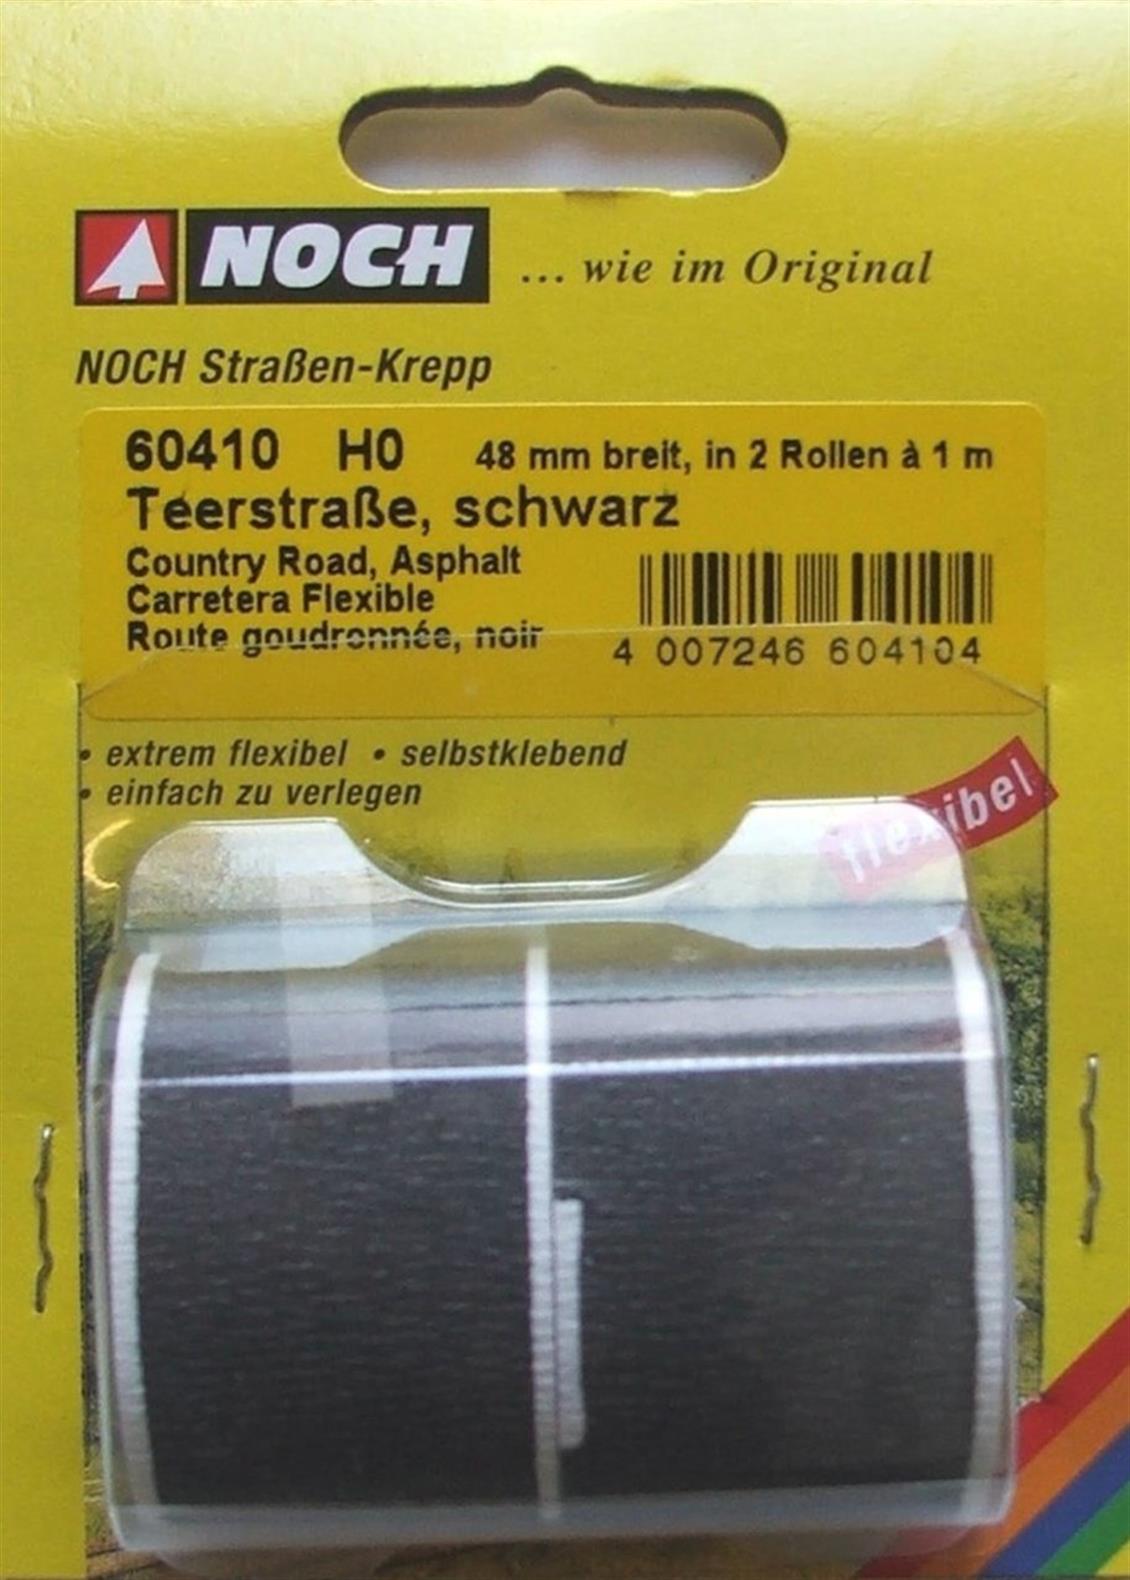 NOCH ... wie im Original
NOCH Straßen-Krepp
60410 H0 48 mm breit, in 2 Rollen à 1 m
Teerstraße, schwarz
Country Road, Asphalt
Carretera Flexible
Route goudronnée, noir
4 007246 604104
• extrem flexibel • selbstklebend
• einfach zu verlegen
flexibel